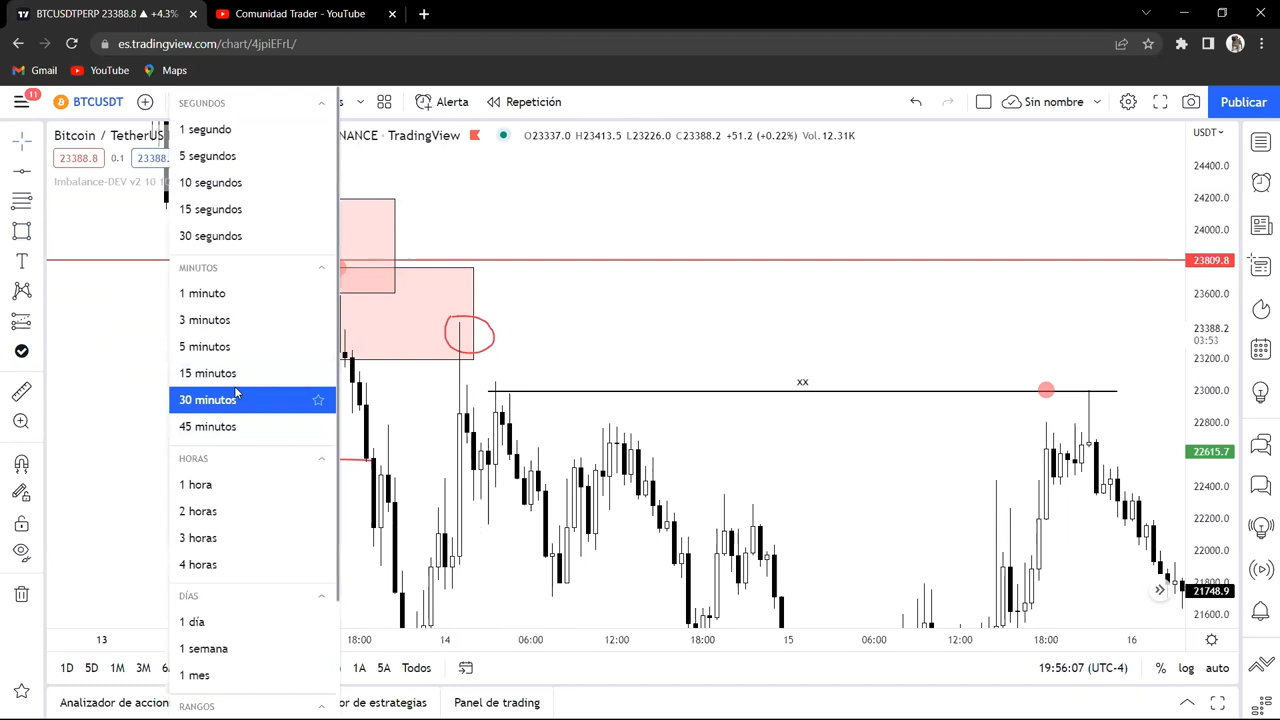 BTCUSDTPERP 23388.8 ▲ +4.3%
Comunidad Trader - YouTube
es.tradingview.com/chart/4jpiEFrL/
Gmail
YouTube
Maps
11
BTCUSDT
s
Alerta
Repetición
Sin nombre
Publicar
Bitcoin / TetherUS
NANCE · TradingView
O23337.0 H23413.5 L23226.0 C23388.2 +51.2 (+0.22%) Vol.12.31K
23388.8
0.1
23388.
Imbalance-DEV v2 10 10
SEGUNDOS
1 segundo
5 segundos
10 segundos
15 segundos
30 segundos
MINUTOS
1 minuto
3 minutos
5 minutos
15 minutos
30 minutos
45 minutos
HORAS
1 hora
2 horas
3 horas
4 horas
DÍAS
1 día
1 semana
1 mes
RANGOS
xx
USDT
24400.0
24200.0
24000.0
23809.8
23600.0
23388.2
03:53
23200.0
23000.0
22800.0
22615.7
22400.0
22200.0
22000.0
21800.0
21748.9
21600.0
13
18:00
14
06:00
12:00
18:00
15
06:00
12:00
18:00
16
1D
5D
1M
3M
1A
5A
Todos
19:56:07 (UTC-4)
%
log
auto
Analizador de accion
or de estrategias
Panel de trading